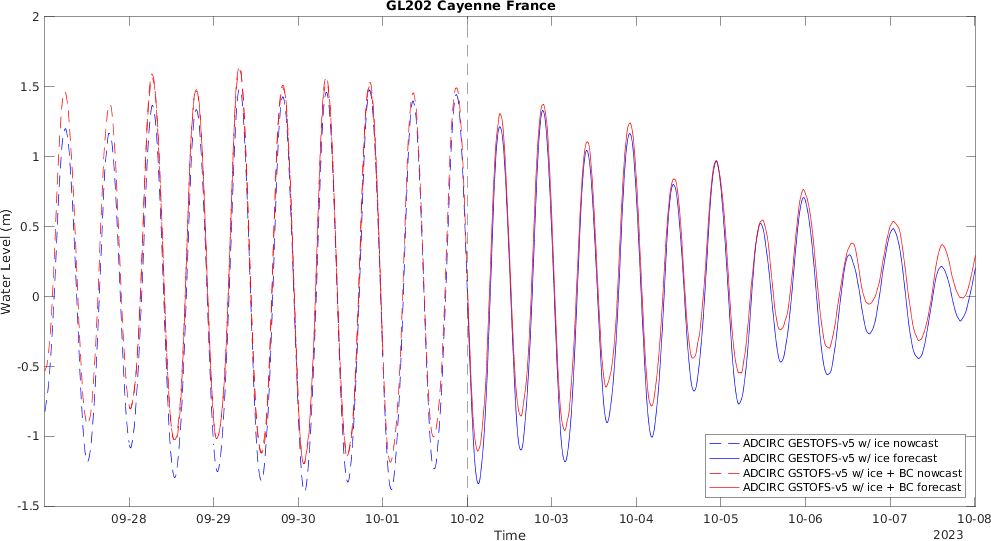 GL202 Cayenne France
2
1.5
1
0.5
0
-0.5
-1
-1.5
Water Level (m)
ADCIRC GESTOFS-v5 w/ ice nowcast
ADCIRC GESTOFS-v5 w/ ice forecast
ADCIRC GSTOFS-v5 w/ ice + BC nowcast
ADCIRC GSTOFS-v5 w/ ice + BC forecast
09-28 09-29 09-30 10-01 10-02 10-03 10-04 10-05 10-06 10-07 10-08
Time
2023